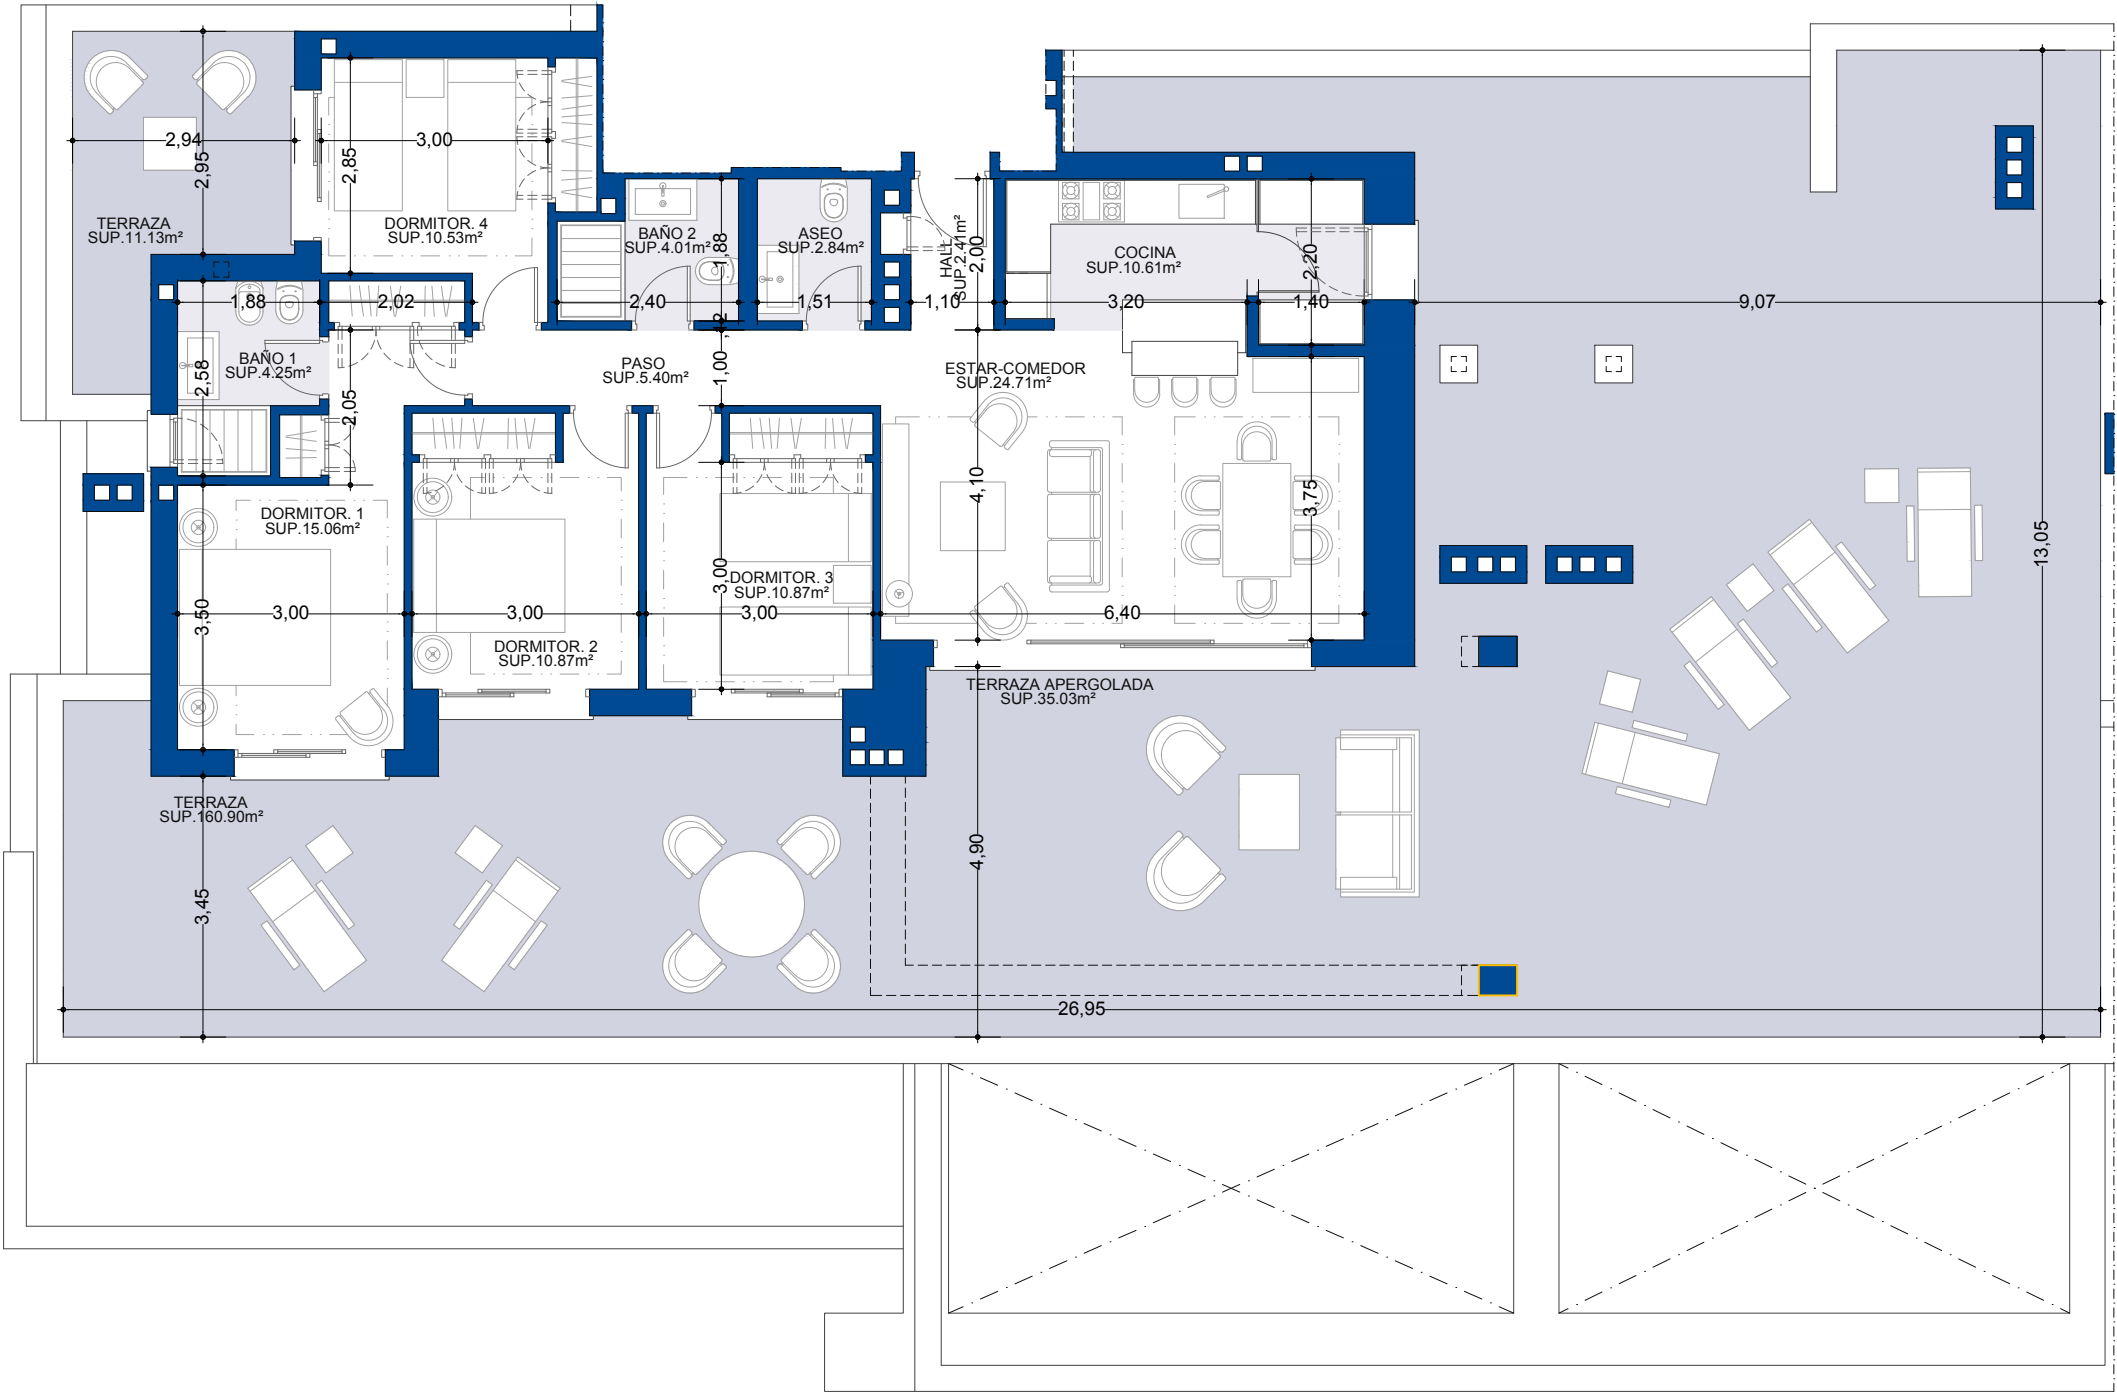 2,94
2,95
3,00
2,85
TERRAZA
SUP.11.13m²
DORMITOR. 4
SUP.10.53m²
BAÑO 2
SUP.4.01m²
1,88
ASEO
SUP.2.84m²
HALL
SUP.2.41m²
2,00
COCINA
SUP.10.61m²
2,20
1,88
2,02
2,40
1,51
1,10
3,20
1,40
9,07
BAÑO 1
SUP.4.25m²
2,58
2,05
PASO
SUP.5.40m²
1,00
ESTAR-COMEDOR
SUP.24.71m²
4,10
3,75
13,05
DORMITOR. 1
SUP.15.06m²
3,50
3,00
3,00
DORMITOR. 2
SUP.10.87m²
3,00
DORMITOR. 3
SUP.10.87m²
3,00
6,40
TERRAZA APERGOLADA
SUP.35.03m²
TERRAZA
SUP.160.90m²
3,45
4,90
26,95